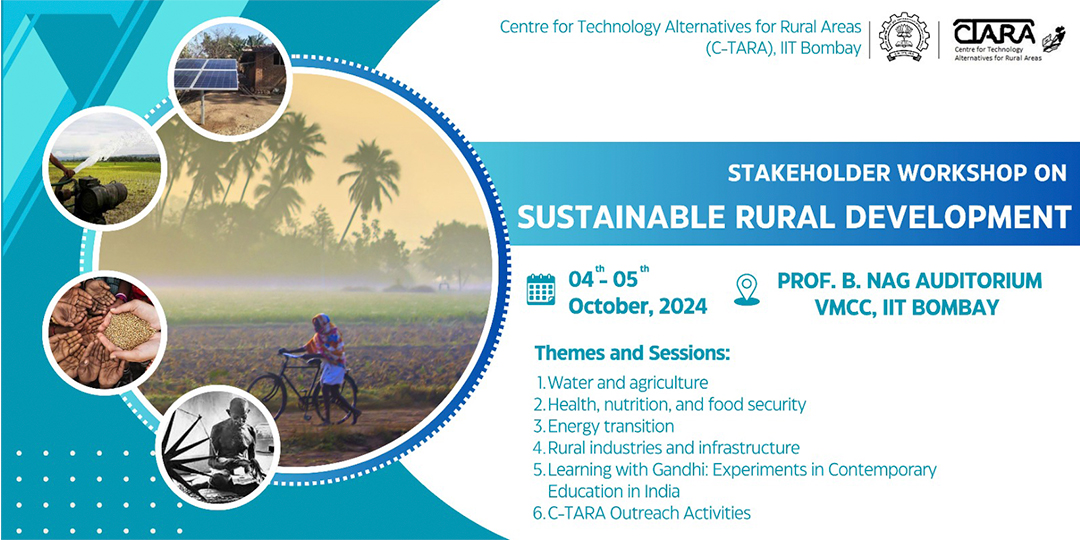 Centre for Technology Alternatives for Rural Areas
(C-TARA), IIT Bombay
CTARA
Centre for Technology
Alternatives for Rural Areas
STAKEHOLDER WORKSHOP ON
SUSTAINABLE RURAL DEVELOPMENT
04th- 05th
October, 2024
PROF. B. NAG AUDITORIUM
VMCC, IIT BOMBAY
Themes and Sessions:
1. Water and agriculture
2. Health, nutrition, and food security
3. Energy transition
4. Rural industries and infrastructure
5. Learning with Gandhi: Experiments in Contemporary
Education in India
6. C-TARA Outreach Activities